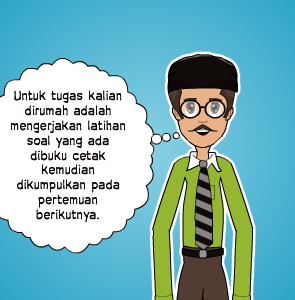 Untuk tugas kalian
dirumah adalah
mengerjakan latihan
soal yang ada
dibuku cetak
kemudian
dikumpulkan pada
pertemuan
berikutnya.